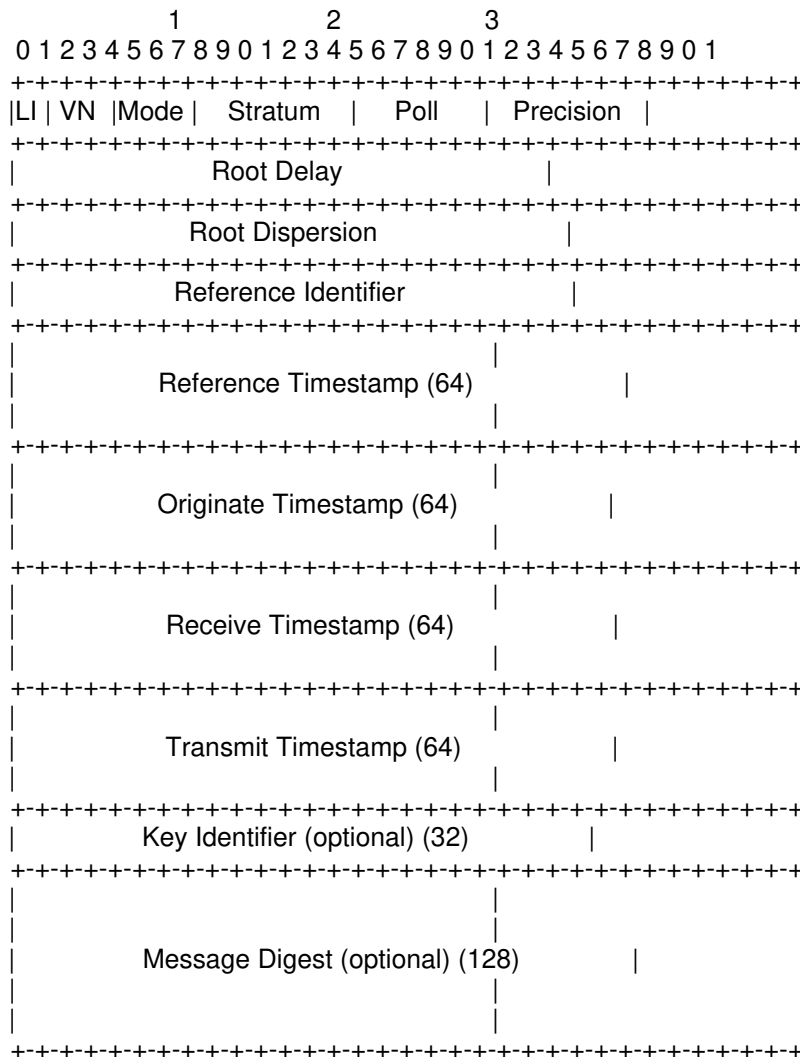 1 2 3
0 1 2 3 4 5 6 7 8 9 0 1 2 3 4 5 6 7 8 9 0 1 2 3 4 5 6 7 8 9 0 1
+-+-+-+-+-+-+-+-+-+-+-+-+-+-+-+-+-+-+-+-+-+-+-+-+-+-+-+-+-+-+-+-+
|LI | VN |Mode | Stratum | Poll | Precision |
+-+-+-+-+-+-+-+-+-+-+-+-+-+-+-+-+-+-+-+-+-+-+-+-+-+-+-+-+-+-+-+-+
| Root Delay |
+-+-+-+-+-+-+-+-+-+-+-+-+-+-+-+-+-+-+-+-+-+-+-+-+-+-+-+-+-+-+-+-+
| Root Dispersion |
+-+-+-+-+-+-+-+-+-+-+-+-+-+-+-+-+-+-+-+-+-+-+-+-+-+-+-+-+-+-+-+-+
| Reference Identifier |
+-+-+-+-+-+-+-+-+-+-+-+-+-+-+-+-+-+-+-+-+-+-+-+-+-+-+-+-+-+-+-+-+
| |
| Reference Timestamp (64) |
| |
+-+-+-+-+-+-+-+-+-+-+-+-+-+-+-+-+-+-+-+-+-+-+-+-+-+-+-+-+-+-+-+-+
| |
| Originate Timestamp (64) |
| |
+-+-+-+-+-+-+-+-+-+-+-+-+-+-+-+-+-+-+-+-+-+-+-+-+-+-+-+-+-+-+-+-+
| |
| Receive Timestamp (64) |
| |
+-+-+-+-+-+-+-+-+-+-+-+-+-+-+-+-+-+-+-+-+-+-+-+-+-+-+-+-+-+-+-+-+
| |
| Transmit Timestamp (64) |
| |
+-+-+-+-+-+-+-+-+-+-+-+-+-+-+-+-+-+-+-+-+-+-+-+-+-+-+-+-+-+-+-+-+
| Key Identifier (optional) (32) |
+-+-+-+-+-+-+-+-+-+-+-+-+-+-+-+-+-+-+-+-+-+-+-+-+-+-+-+-+-+-+-+-+
| |
| |
| Message Digest (optional) (128) |
| |
| |
+-+-+-+-+-+-+-+-+-+-+-+-+-+-+-+-+-+-+-+-+-+-+-+-+-+-+-+-+-+-+-+-+